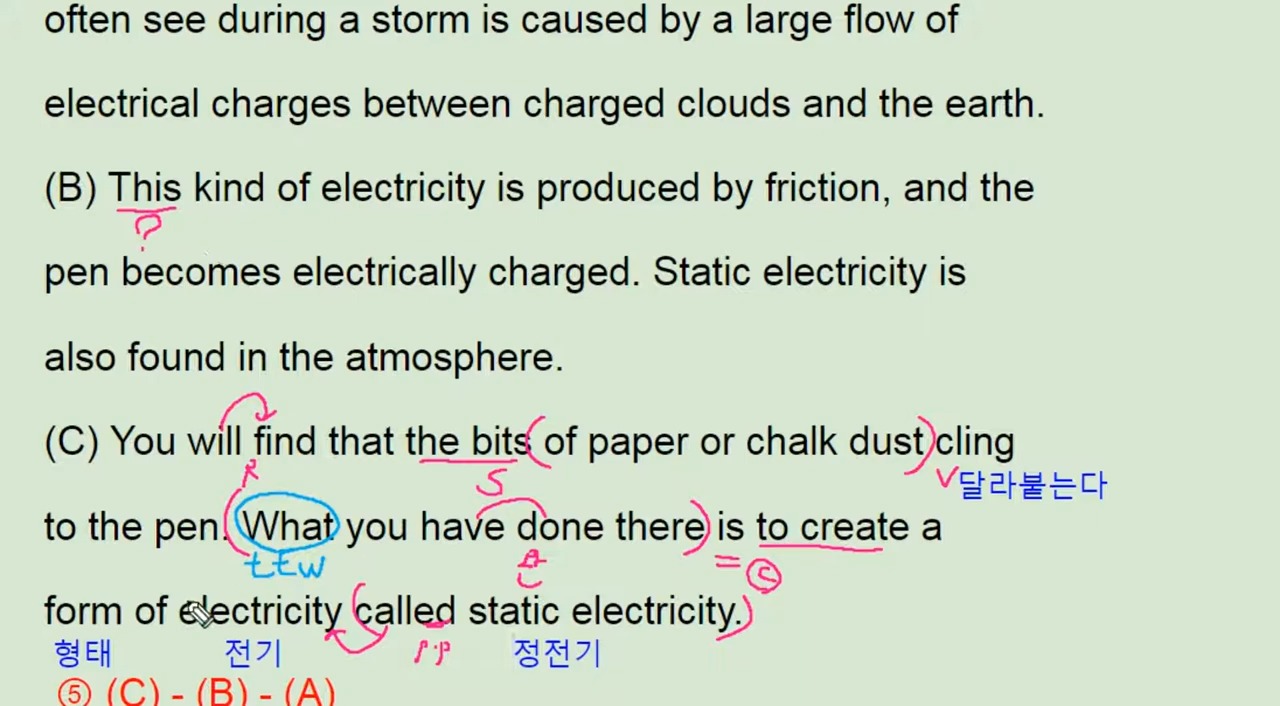 often see during a storm is caused by a large flow of
electrical charges between charged clouds and the earth.
(B) This kind of electricity is produced by friction, and the
?
pen becomes electrically charged. Static electricity is
also found in the atmosphere.
(C) You will find that the bits (of paper or chalk dust) cling
R S V 달라붙는다
to the pen. (What you have done there) is to create a
ttw = C
form of electricity (called static electricity.)
형태 전기 p.p 정전기
⑤ (C) - (B) - (A)